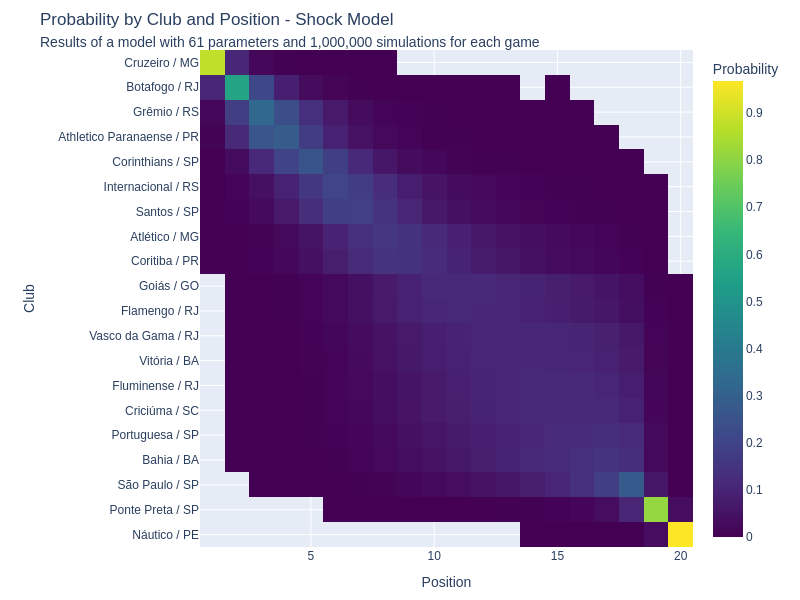 Probability by Club and Position - Shock Model
Results of a model with 61 parameters and 1,000,000 simulations for each game
Probability
Club
Cruzeiro / MG
Botafogo / RJ
Grêmio / RS
Athletico Paranaense / PR
Corinthians / SP
Internacional / RS
Santos / SP
Atlético / MG
Coritiba / PR
Goiás / GO
Flamengo / RJ
Vasco da Gama / RJ
Vitória / BA
Fluminense / RJ
Criciúma / SC
Portuguesa / SP
Bahia / BA
São Paulo / SP
Ponte Preta / SP
Náutico / PE
0.9
0.8
0.7
0.6
0.5
0.4
0.3
0.2
0.1
0
5
10
15
20
Position